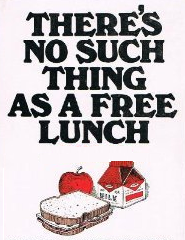 THERE'S
NO SUCH
THING
AS A FREE
LUNCH
MILK